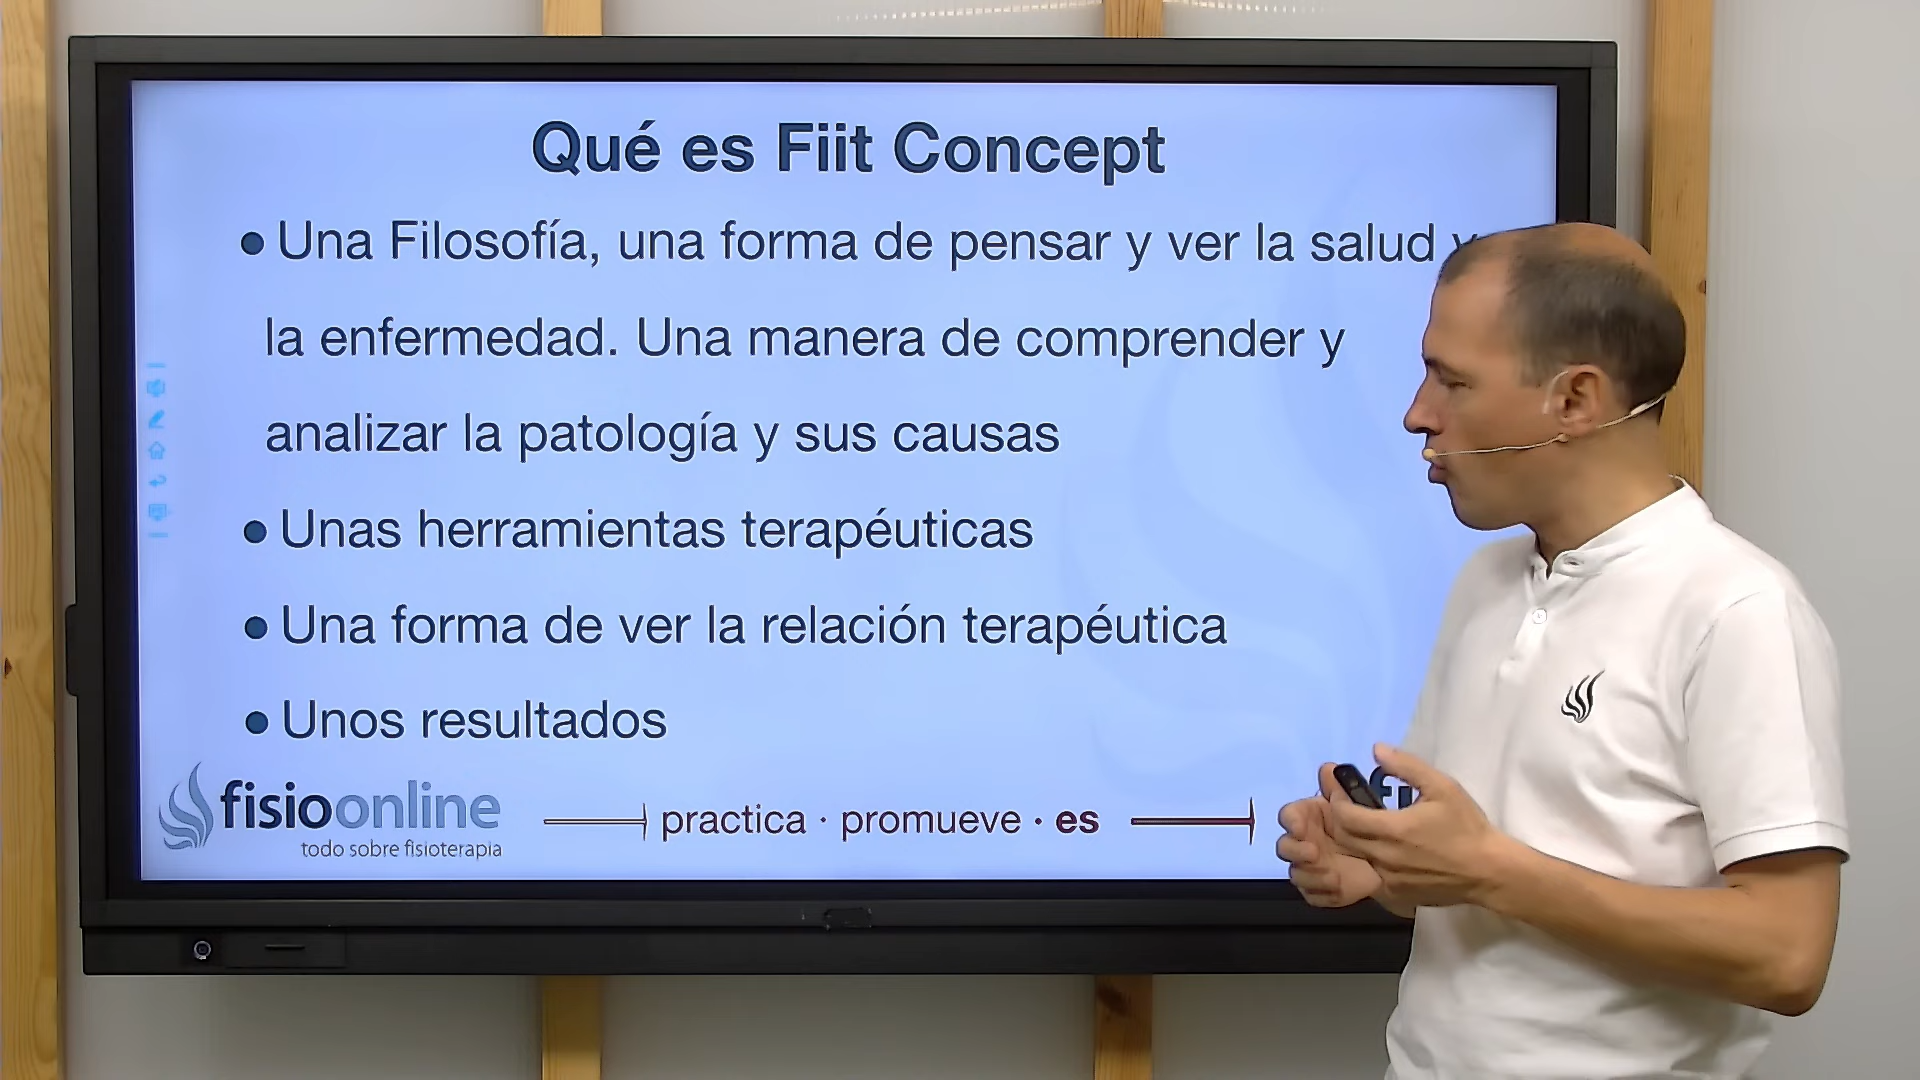 Qué es Fiit Concept
• Una Filosofía, una forma de pensar y ver la salud y
la enfermedad. Una manera de comprender y
analizar la patología y sus causas
• Unas herramientas terapéuticas
• Una forma de ver la relación terapéutica
• Unos resultados
fisioonline
todo sobre fisioterapia
practica · promueve · es